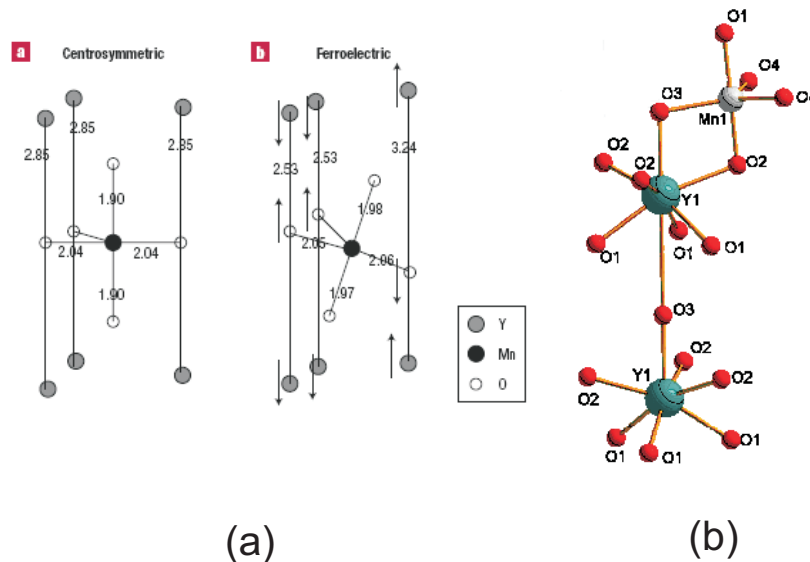 a Centrosymmetric
2.85
2.85
2.85
1.90
2.04
2.04
1.90
b Ferroelectric
2.53
2.53
3.24
1.98
2.05
2.06
1.97
Y
Mn
O
(a)
O1
O4
O3
Mn1
O2
O2
O2
Y1
O1
O1
O1
O3
Y1
O2
O2
O2
O1
O1
O1
(b)